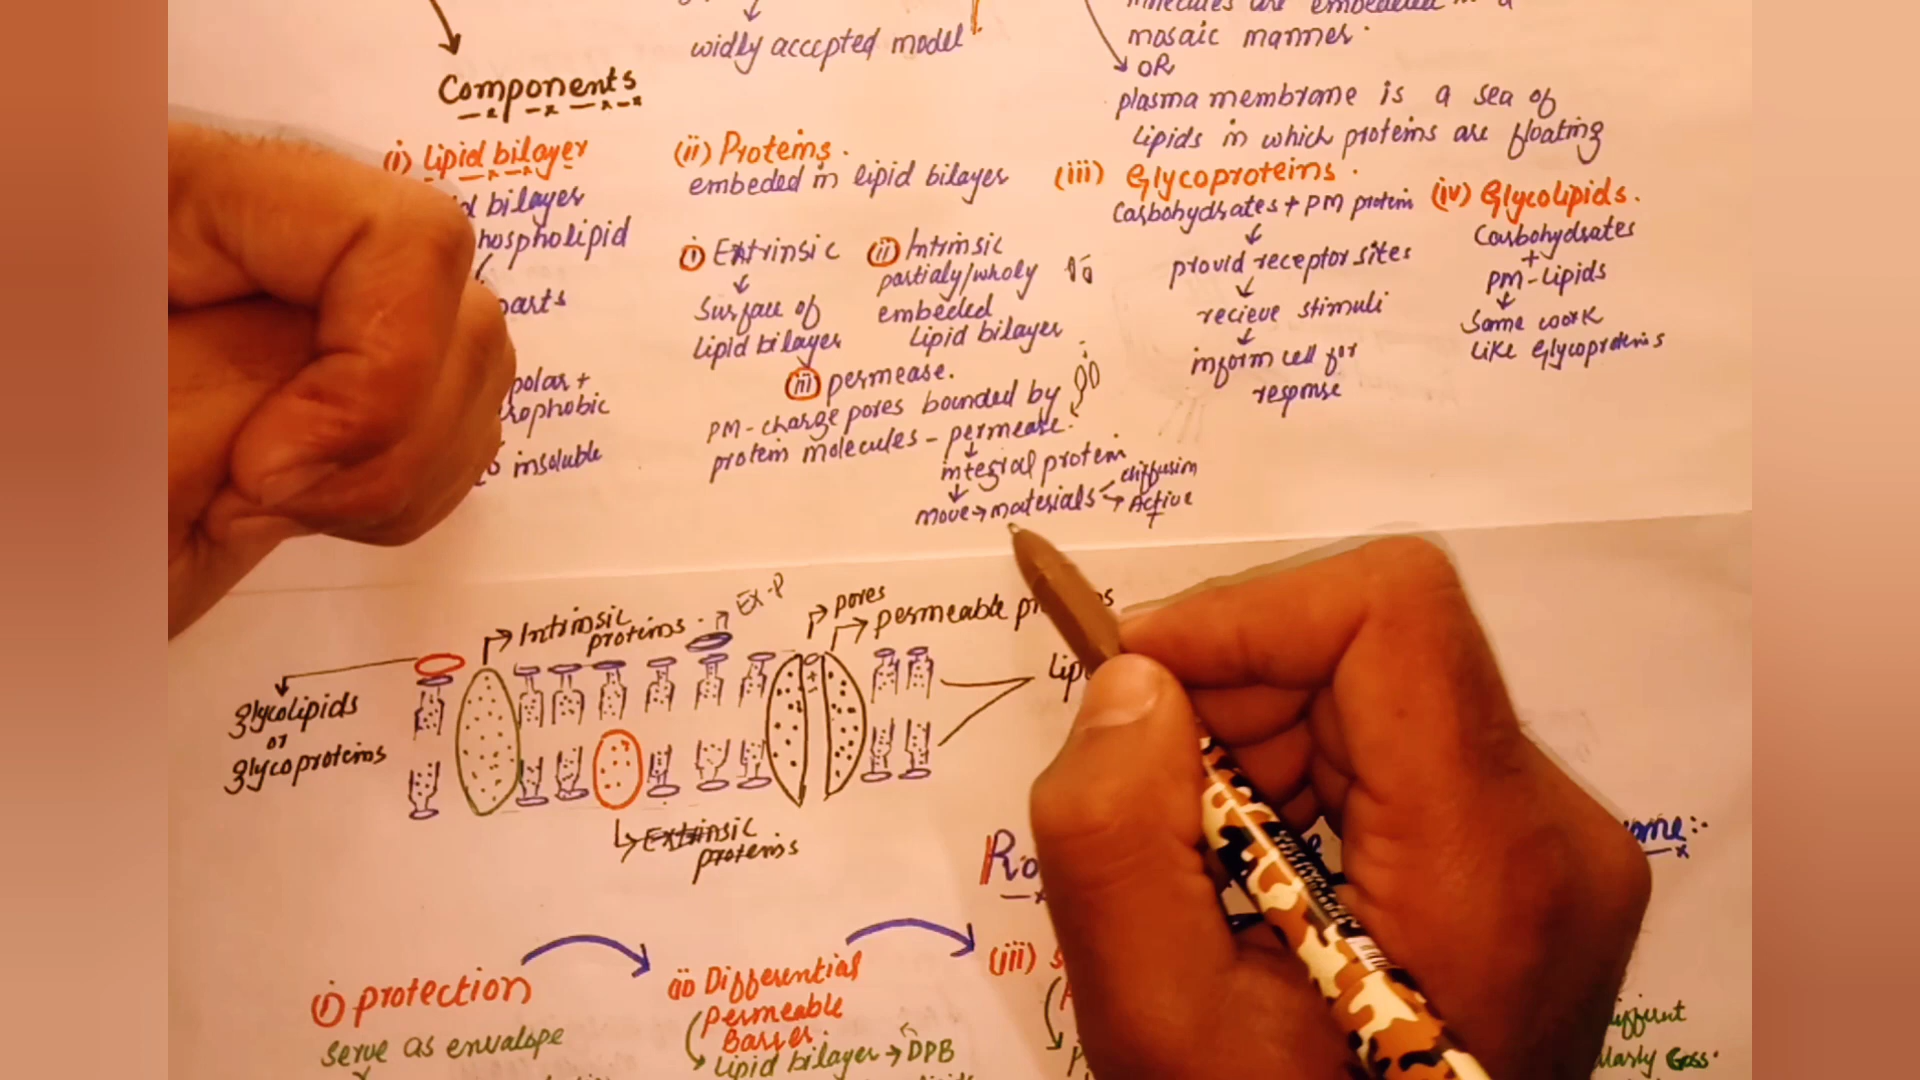 widly accepted model
mosaic manner.
OR
plasma membrane is a sea of
lipids in which proteins are floating
Components
(i) Lipid bilayer
bilayer
parts
polar +
insoluble
(ii) Proteins.
embeded in lipid bilayer
(i) Extrinsic
Surface of
Lipid bilayer
(ii) Intrinsic
partialy/wholy
embeded
Lipid bilayer
(iii) permease.
PM-charge pores bounded by
protein molecules - permease.
integral protein
move → materials
diffusion
Active
T
(iii) Glycoproteins.
Carbohydrates + PM protein
provid receptor sites
recieve stimuli
inform cell for
response
(iv) Glycolipids.
Carbohydrates
+
PM-Lipids
Same work
like Glycoproteins
Intrinsic
protiens.
Ex-P
pores
permeable
glycolipids
or
glycoproteins
Extrinsic
proteins
(i) protection
serve as envalope
(ii) Differential
Permeable
Barrer.
Lipid bilayer → DPB
(iii)